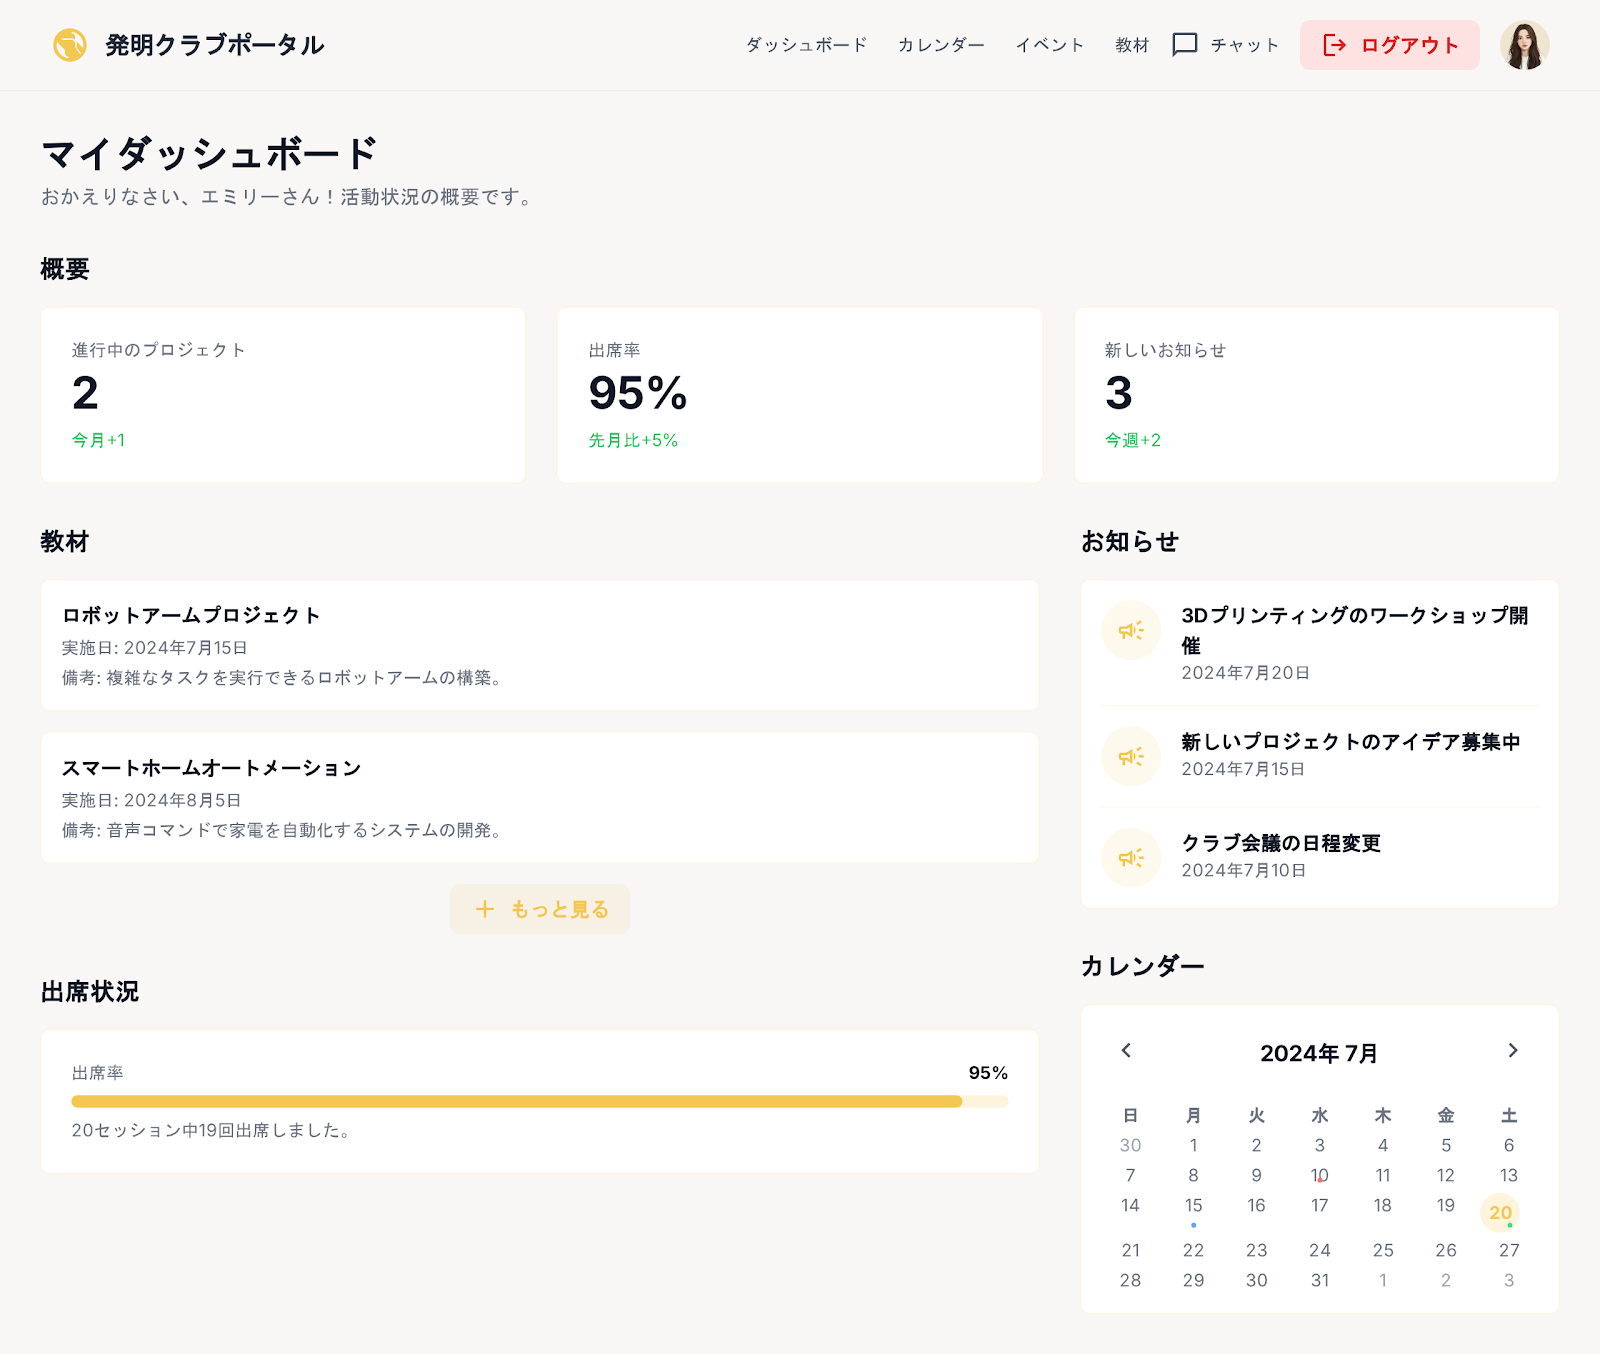 発明クラブポータル
ダッシュボード カレンダー イベント 教材 チャット ログアウト
マイダッシュボード
おかえりなさい、エミリーさん！活動状況の概要です。
概要
進行中のプロジェクト
2
今月+1
出席率
95%
先月比+5%
新しいお知らせ
3
今週+2
教材
ロボットアームプロジェクト
実施日: 2024年7月15日
備考: 複雑なタスクを実行できるロボットアームの構築。
スマートホームオートメーション
実施日: 2024年8月5日
備考: 音声コマンドで家電を自動化するシステムの開発。
もっと見る
出席状況
出席率 95%
20セッション中19回出席しました。
お知らせ
3Dプリンティングのワークショップ開
催
2024年7月20日
新しいプロジェクトのアイデア募集中
2024年7月15日
クラブ会議の日程変更
2024年7月10日
カレンダー
2024年 7月
日 月 火 水 木 金 土
30 1 2 3 4 5 6
7 8 9 10 11 12 13
14 15 16 17 18 19 20
21 22 23 24 25 26 27
28 29 30 31 1 2 3